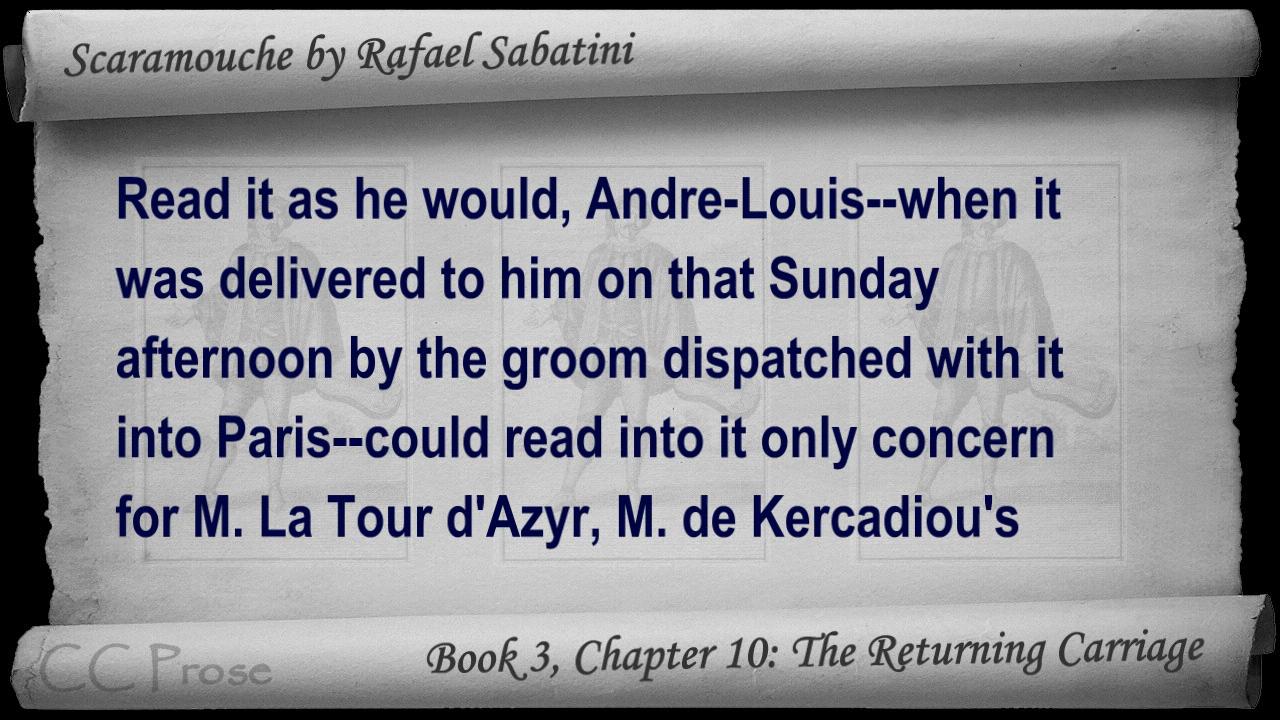 Scaramouche by Rafael Sabatini
Read it as he would, Andre-Louis--when it
was delivered to him on that Sunday
afternoon by the groom dispatched with it
into Paris--could read into it only concern
for M. La Tour d'Azyr, M. de Kercadiou's
CC Prose
Book 3, Chapter 10: The Returning Carriage